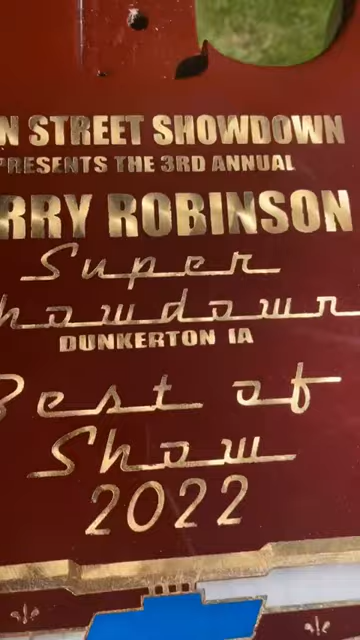 N STREET SHOWDOWN
PRESENTS THE 3RD ANNUAL
RRY ROBINSON
Super
howdown
DUNKERTON IA
Best of
Show
2022